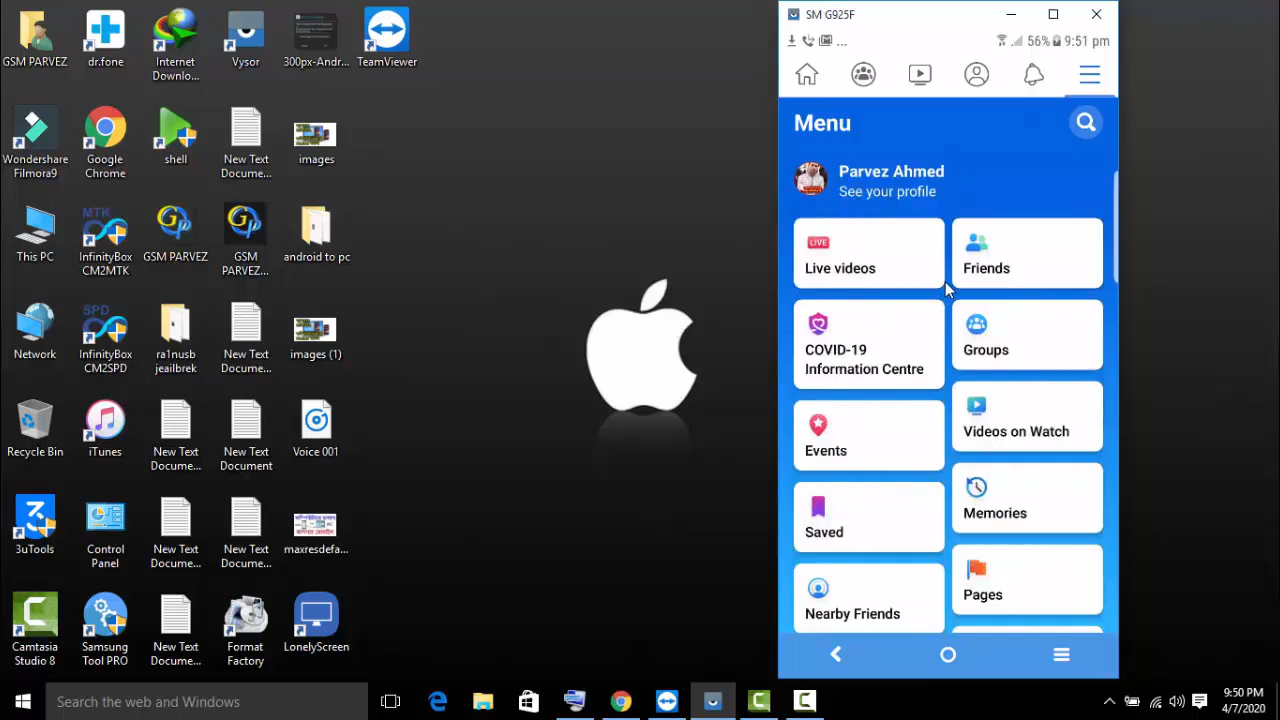 GSM PARVEZ
dr.fone
Internet
Downlo...
Vysor
300px-Andr...
TeamViewer
Wondershare
Filmora9
Google
Chrome
shell
New Text
Docume...
images
This PC
MTK
InfinityBox
CM2MTK
GSM PARVEZ
GSM
PARVEZ...
android to pc
Network
SPD
InfinityBox
CM2SPD
ra1nusb
jeailbrek
New Text
Docume...
images (1)
Recycle Bin
iTunes
New Text
Docume...
New Text
Document
Voice 001
3uTools
Control
Panel
New Text
Docume...
New Text
Docume...
maxresdefa...
Camtasia
Studio 8
Samsung
Tool PRO
New Text
Docume...
Format
Factory
LonelyScreen
SM G925F
... 56% 9:51 pm
Menu
Parvez Ahmed
See your profile
LIVE
Live videos
Friends
COVID-19
Information Centre
Groups
Events
Videos on Watch
Saved
Memories
Nearby Friends
Pages
Search the web and Windows
9:50 PM
4/7/2020